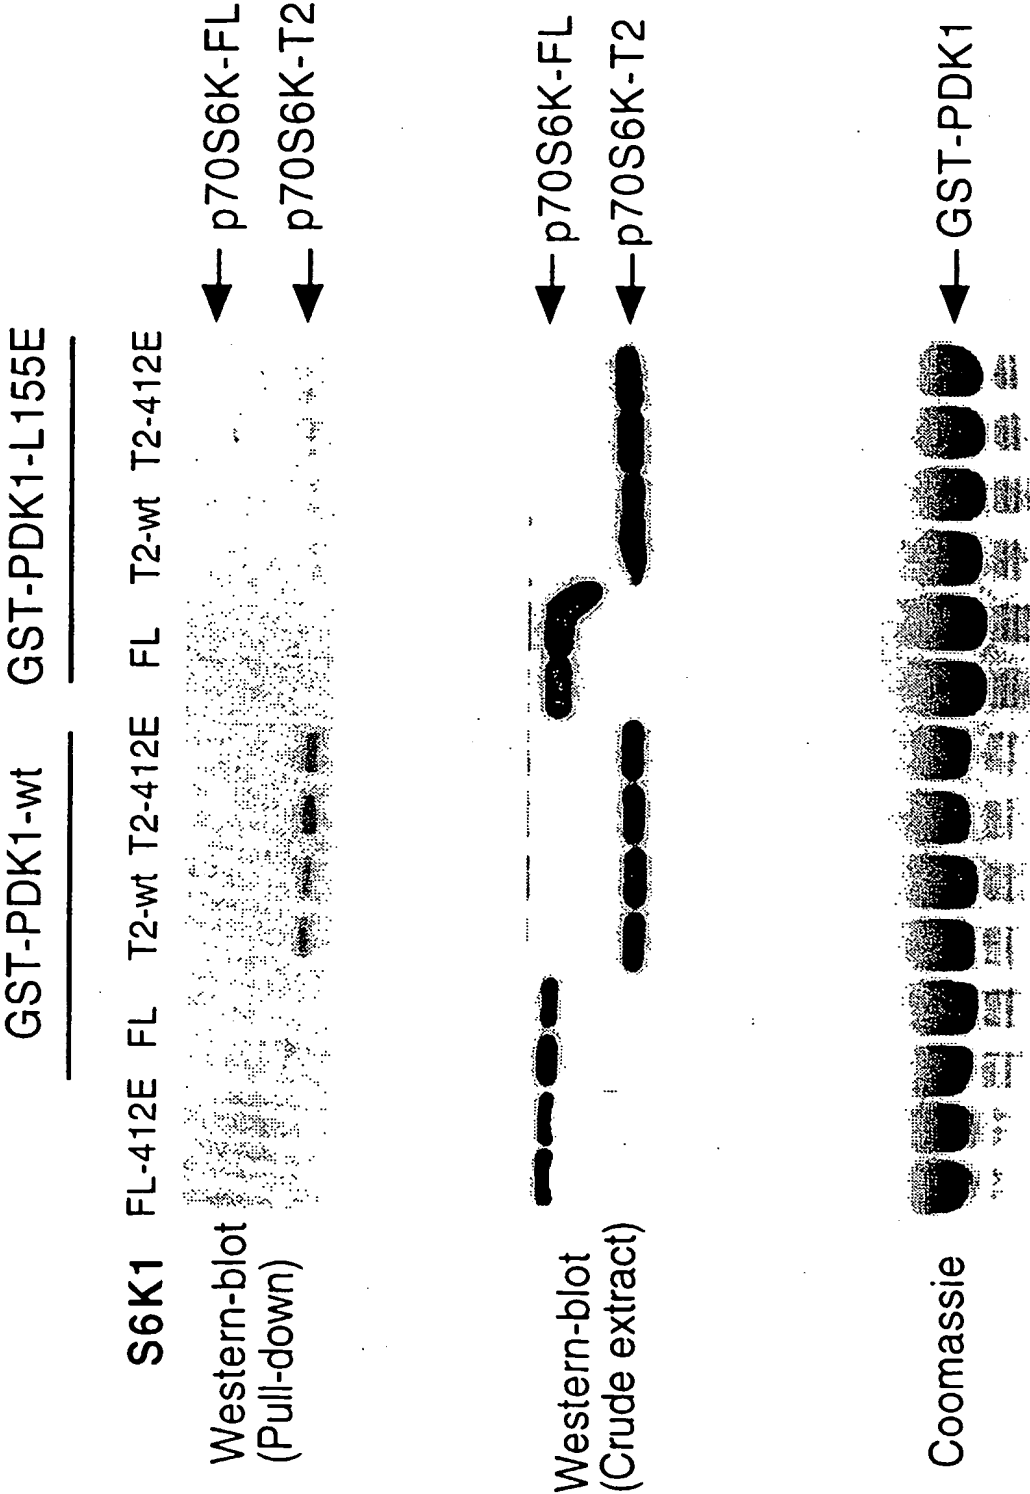 GST-PDK1-wt
GST-PDK1-L155E
S6K1
FL-412E FL T2-wt T2-412E FL T2-wt T2-412E
Western-blot
(Pull-down)
p70S6K-FL
p70S6K-T2
Western-blot
(Crude extract)
p70S6K-FL
p70S6K-T2
Coomassie
GST-PDK1